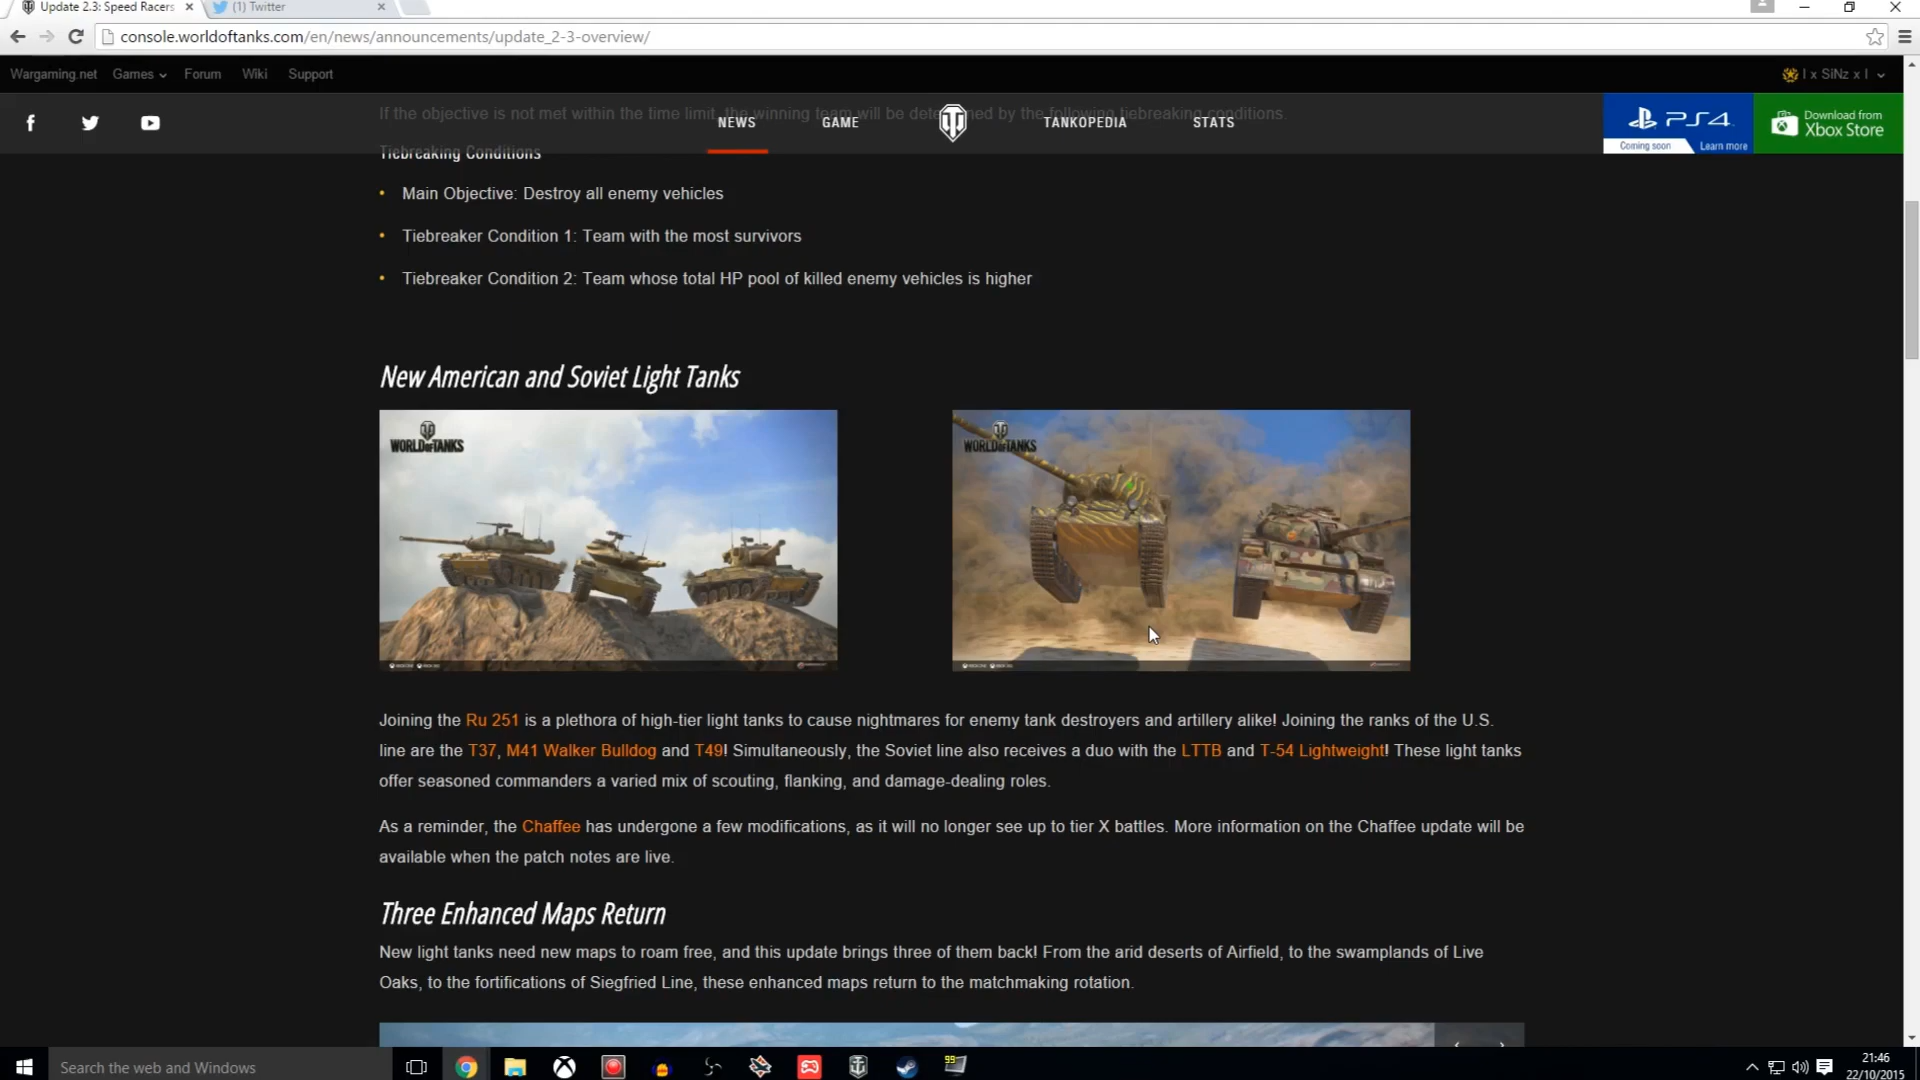 Update 2.3: Speed Racers
(1) Twitter
console.worldoftanks.com/en/news/announcements/update_2-3-overview/
Wargaming.net Games Forum Wiki Support
I x SiNz x I
If the objective is not met within the time limit, the winning team will be determined by the following tiebreaking conditions.
NEWS GAME TANKOPEDIA STATS
PS4
Coming soon Learn more
Download from
Xbox Store
Tiebreaking Conditions
• Main Objective: Destroy all enemy vehicles
• Tiebreaker Condition 1: Team with the most survivors
• Tiebreaker Condition 2: Team whose total HP pool of killed enemy vehicles is higher
New American and Soviet Light Tanks
WORLD OF TANKS
WORLD OF TANKS
Joining the Ru 251 is a plethora of high-tier light tanks to cause nightmares for enemy tank destroyers and artillery alike! Joining the ranks of the U.S.
line are the T37, M41 Walker Bulldog and T49! Simultaneously, the Soviet line also receives a duo with the LTTB and T-54 Lightweight! These light tanks
offer seasoned commanders a varied mix of scouting, flanking, and damage-dealing roles.
As a reminder, the Chaffee has undergone a few modifications, as it will no longer see up to tier X battles. More information on the Chaffee update will be
available when the patch notes are live.
Three Enhanced Maps Return
New light tanks need new maps to roam free, and this update brings three of them back! From the arid deserts of Airfield, to the swamplands of Live
Oaks, to the fortifications of Siegfried Line, these enhanced maps return to the matchmaking rotation.
Search the web and Windows
99
21:46
22/10/2015